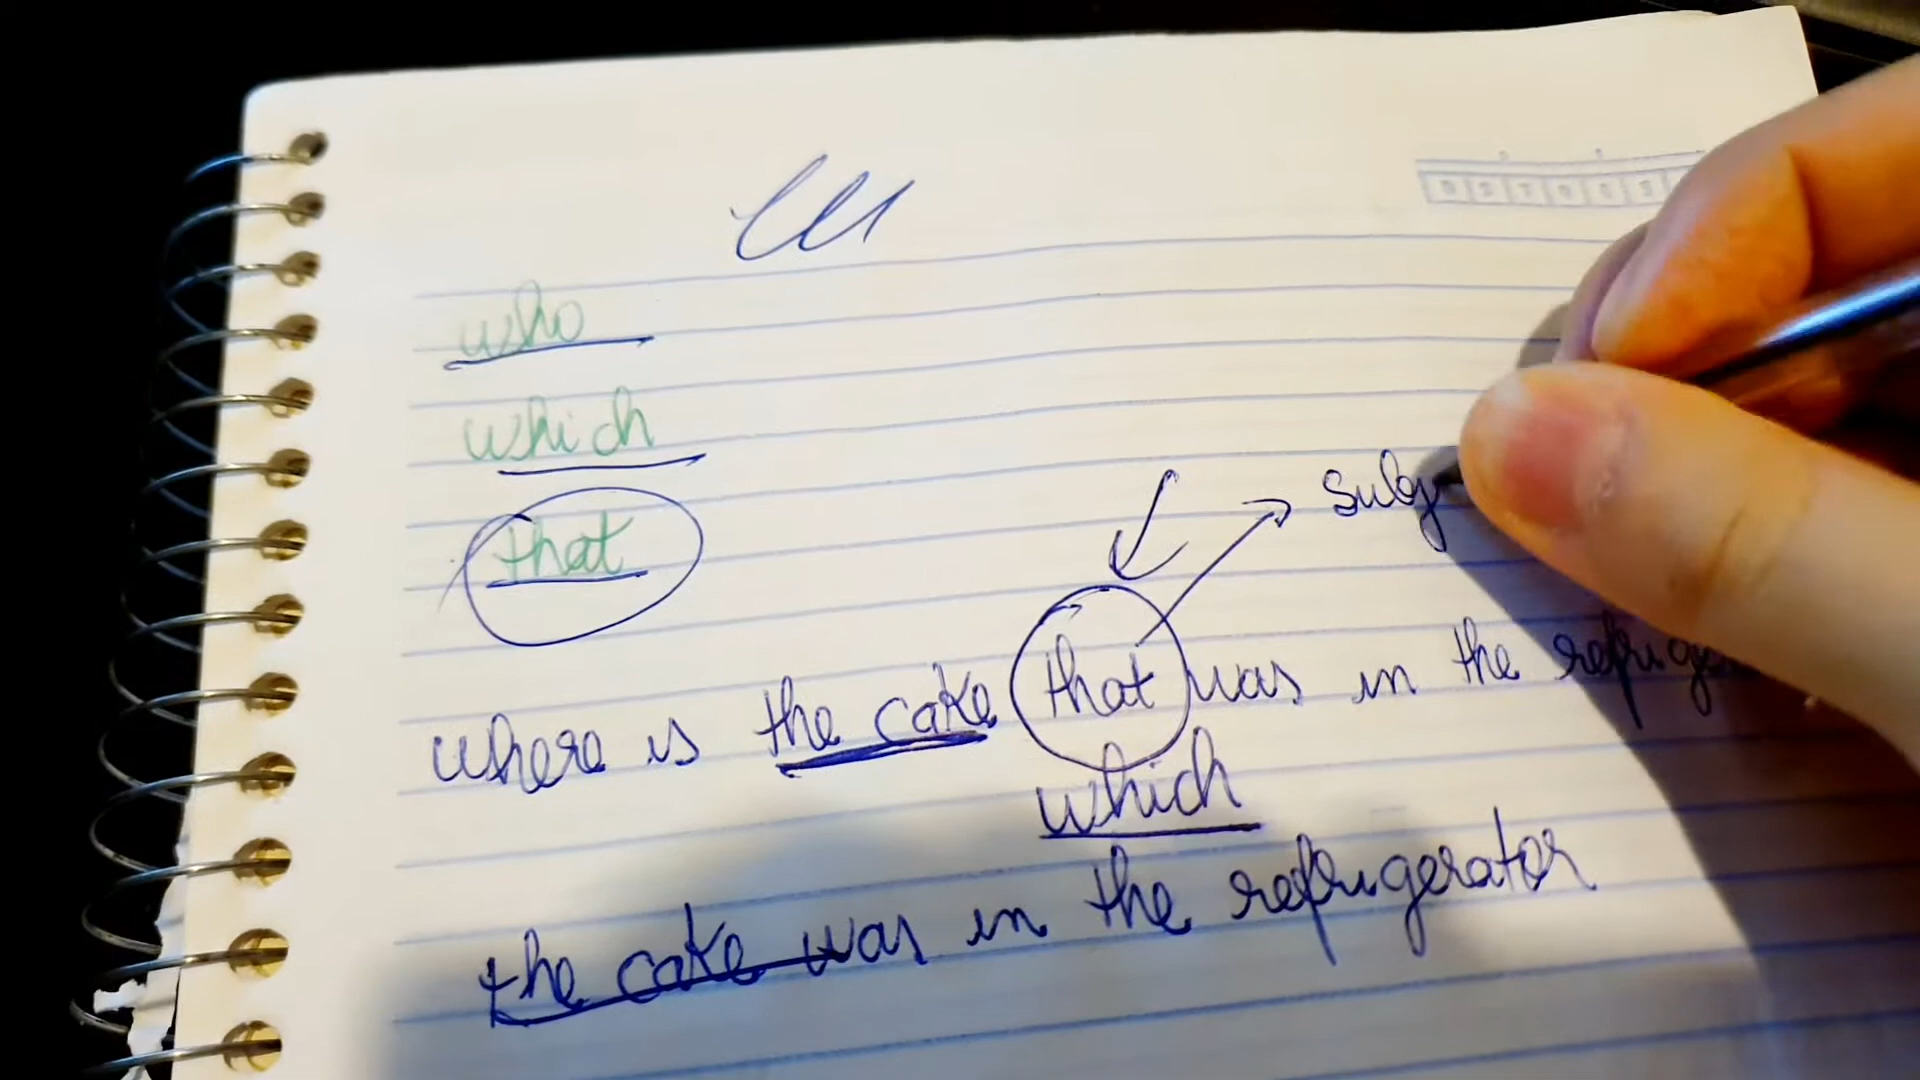 who
which
that
subj
where is the cake that was in the refriger
which
the cake was in the refrigerator